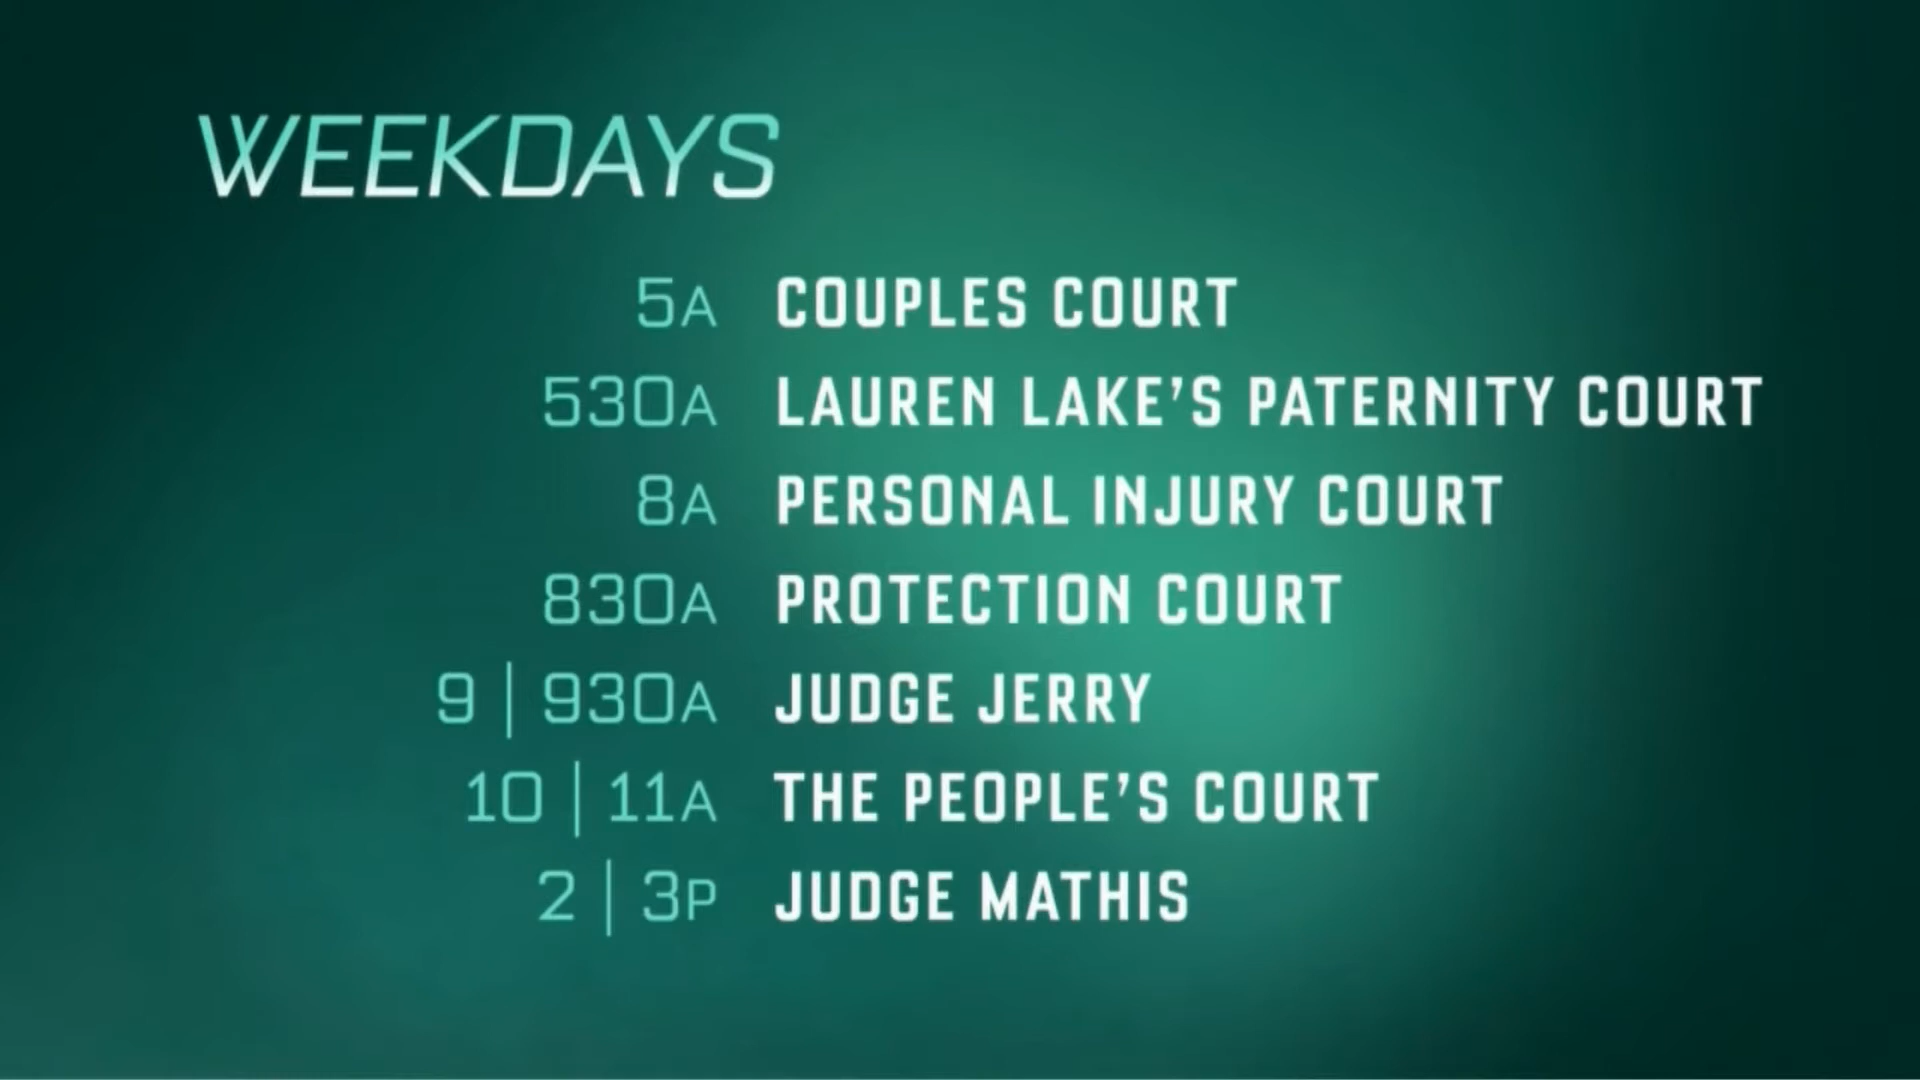 WEEKDAYS
5A COUPLES COURT
530A LAUREN LAKE'S PATERNITY COURT
8A PERSONAL INJURY COURT
830A PROTECTION COURT
9 | 930A JUDGE JERRY
10 | 11A THE PEOPLE'S COURT
2 | 3P JUDGE MATHIS